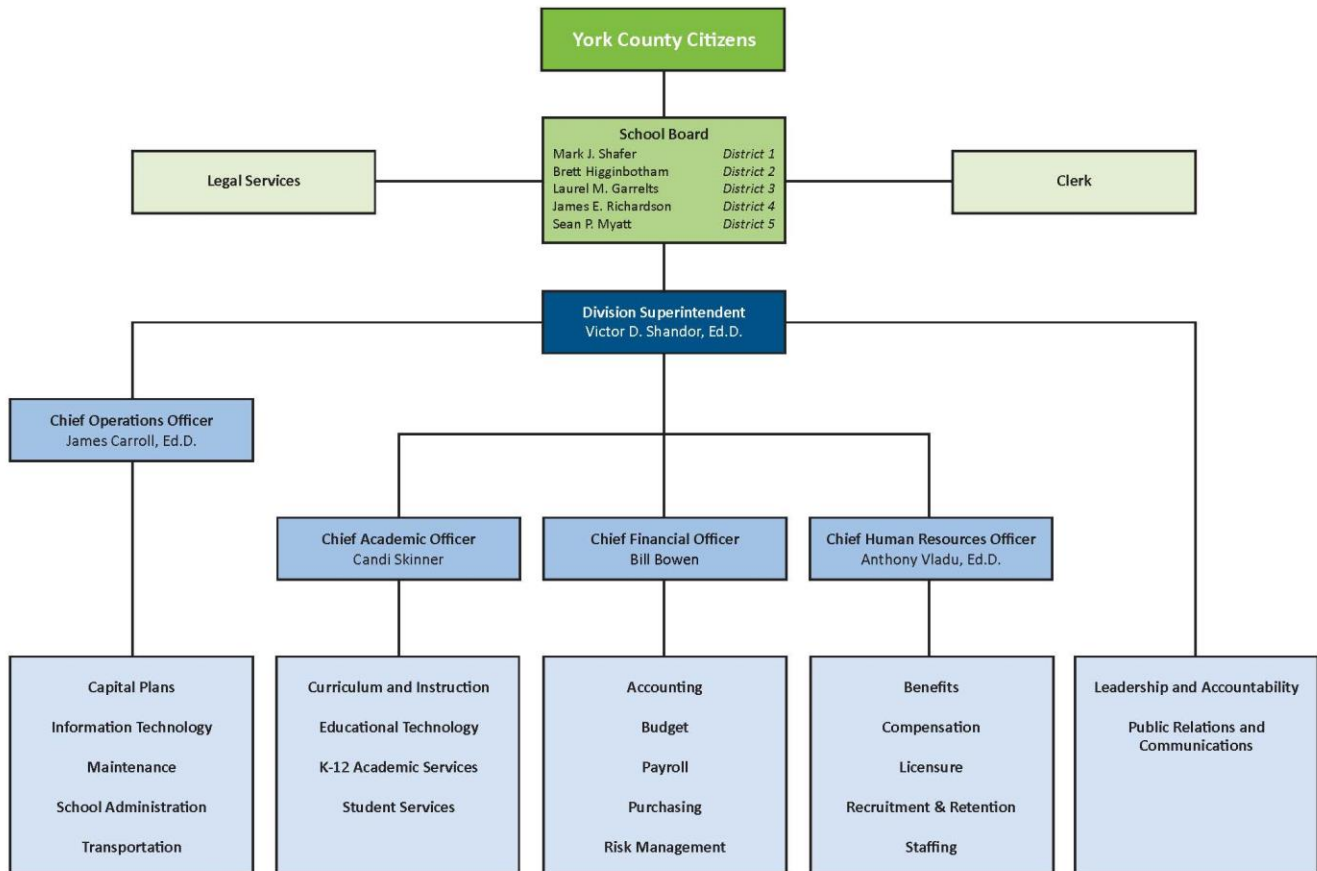 York County Citizens
School Board
Mark J. Shafer District 1
Brett Higginbotham District 2
Laurel M. Garrelts District 3
James E. Richardson District 4
Sean P. Myatt District 5
Legal Services
Clerk
Division Superintendent
Victor D. Shandor, Ed.D.
Chief Operations Officer
James Carroll, Ed.D.
Chief Academic Officer
Candi Skinner
Chief Financial Officer
Bill Bowen
Chief Human Resources Officer
Anthony Vladu, Ed.D.
Capital Plans
Information Technology
Maintenance
School Administration
Transportation
Curriculum and Instruction
Educational Technology
K-12 Academic Services
Student Services
Accounting
Budget
Payroll
Purchasing
Risk Management
Benefits
Compensation
Licensure
Recruitment & Retention
Staffing
Leadership and Accountability
Public Relations and
Communications